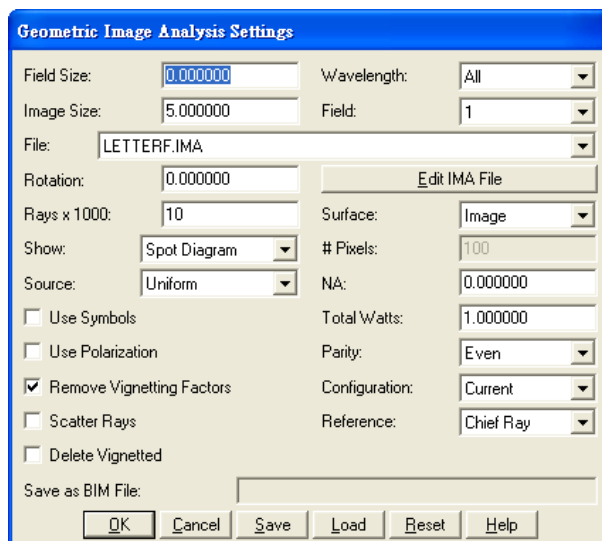 Geometric Image Analysis Settings
Field Size: 0.000000 Wavelength: All
Image Size: 5.000000 Field: 1
File: LETTERF.IMA
Rotation: 0.000000 Edit IMA File
Rays x 1000: 10 Surface: Image
Show: Spot Diagram # Pixels: 100
Source: Uniform NA: 0.000000
Use Symbols Total Watts: 1.000000
Use Polarization Parity: Even
Remove Vignetting Factors Configuration: Current
Scatter Rays Reference: Chief Ray
Delete Vignetted
Save as BIM File:
OK Cancel Save Load Reset Help